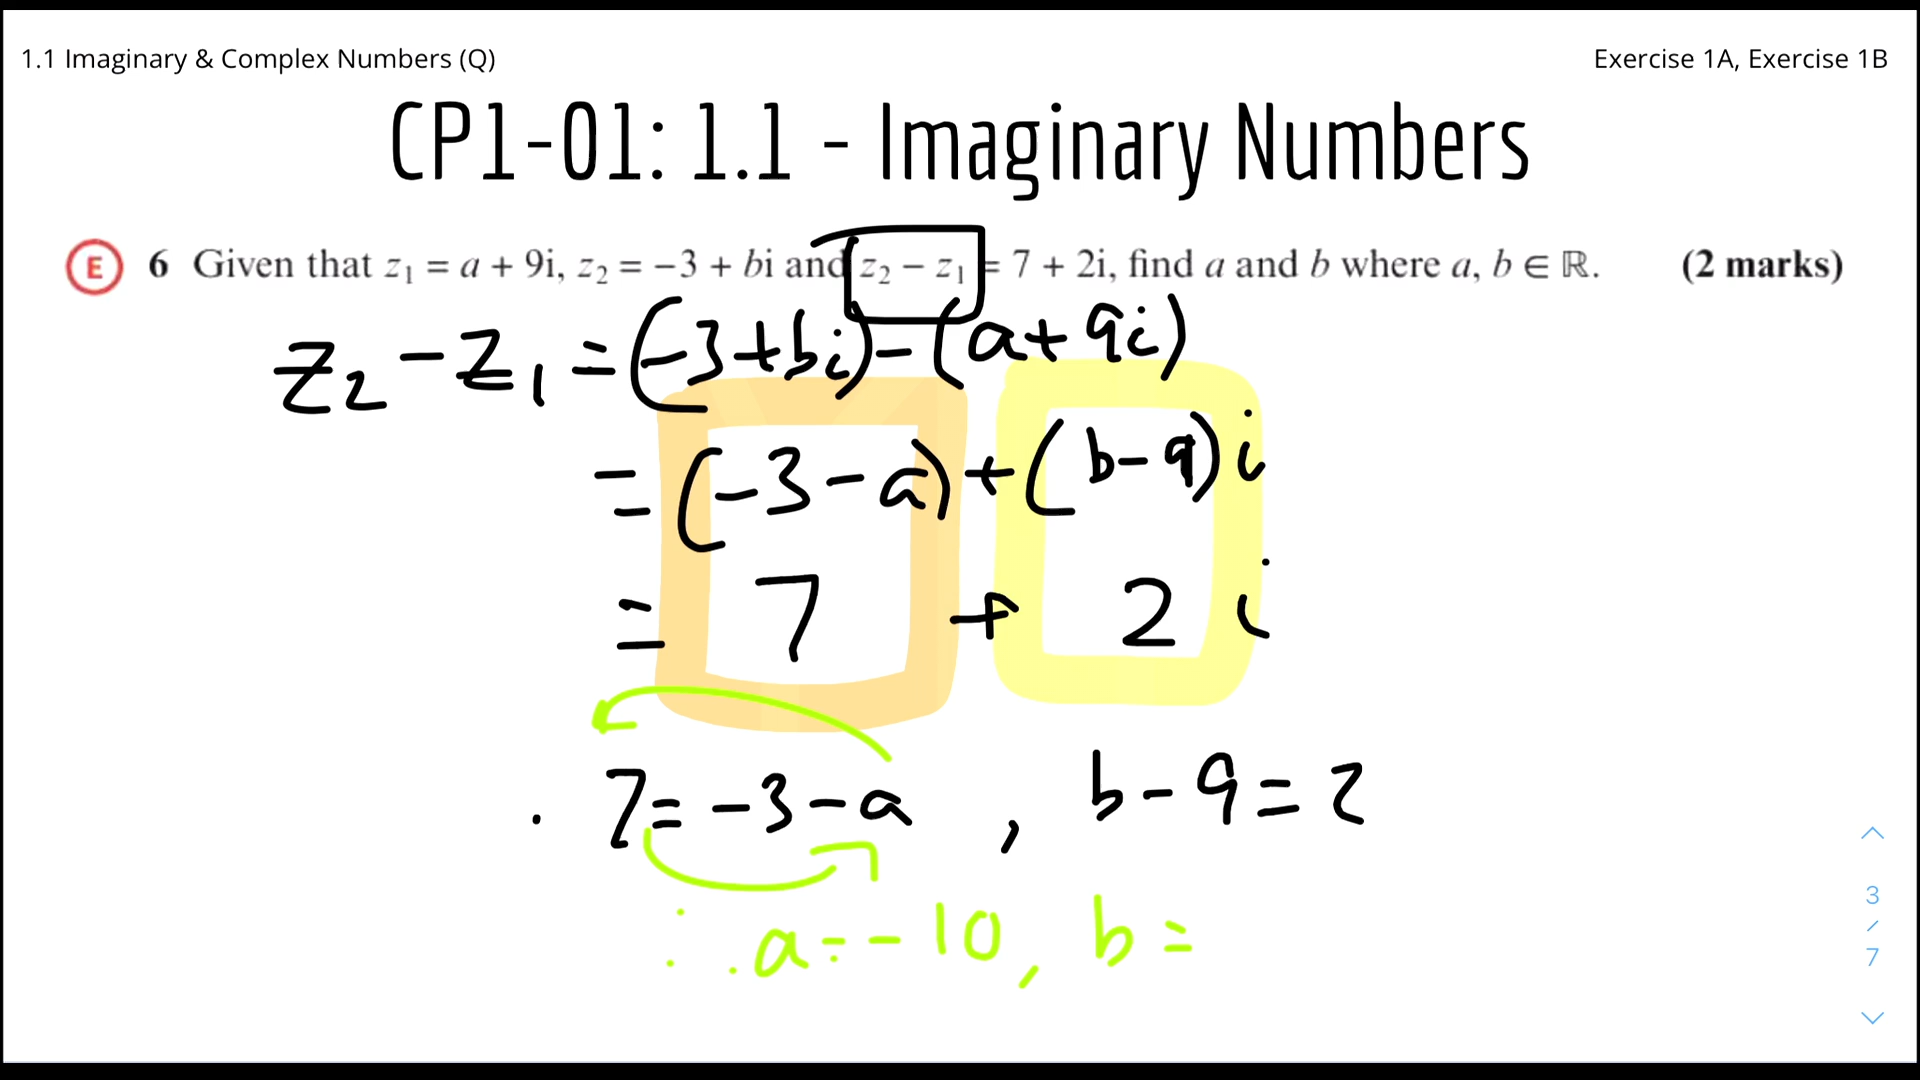 1.1 Imaginary & Complex Numbers (Q)
Exercise 1A, Exercise 1B
CP1-01: 1.1 - Imaginary Numbers
E 6 Given that z₁ = a + 9i, z₂ = −3 + bi and z₂ − z₁ = 7 + 2i, find a and b where a, b ∈ ℝ. (2 marks)
z₂ − z₁ = (−3+bi) − (a+9i)
= (−3−a) + (b−9)i
= 7 + 2i
. 7 = −3−a , b−9 = 2
∴ a = −10, b =
3
/
7